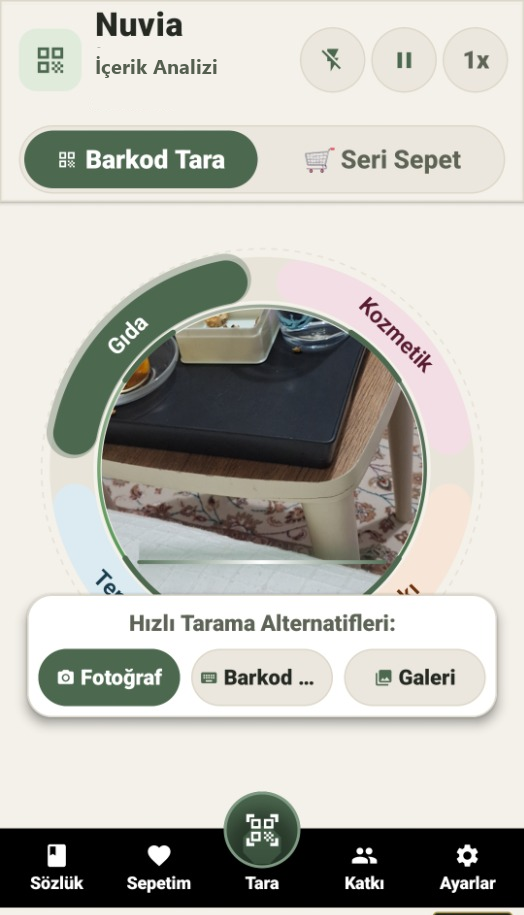 Nuvia
İçerik Analizi
1x
Barkod Tara
Seri Sepet
Gıda
Kozmetik
Hızlı Tarama Alternatifleri:
Fotoğraf
Barkod ...
Galeri
Sözlük
Sepetim
Tara
Katkı
Ayarlar